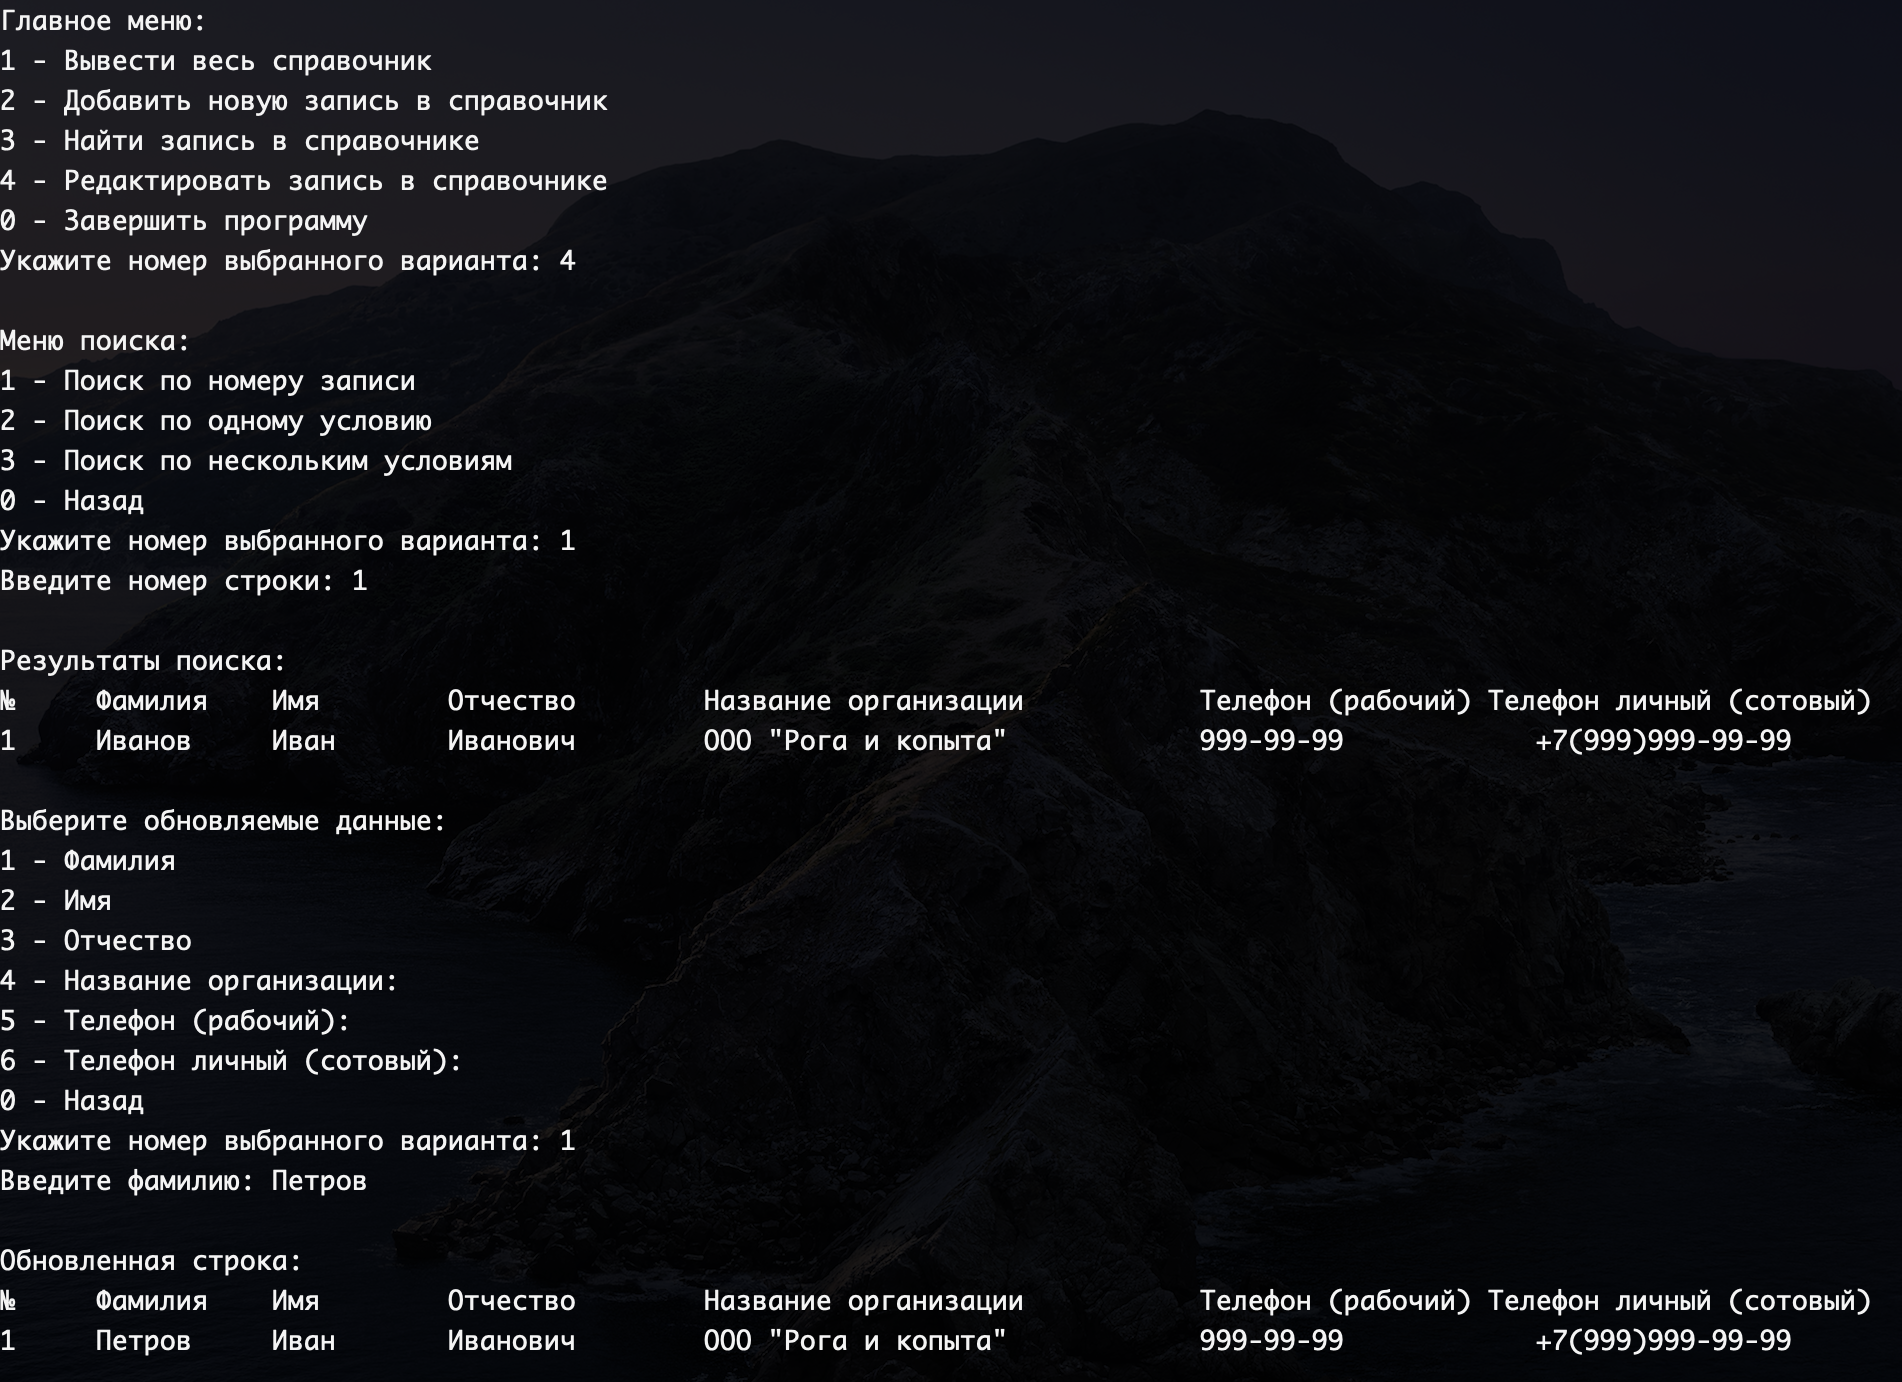 Главное меню:
1 - Вывести весь справочник
2 - Добавить новую запись в справочник
3 - Найти запись в справочнике
4 - Редактировать запись в справочнике
0 - Завершить программу
Укажите номер выбранного варианта: 4
Меню поиска:
1 - Поиск по номеру записи
2 - Поиск по одному условию
3 - Поиск по нескольким условиям
0 - Назад
Укажите номер выбранного варианта: 1
Введите номер строки: 1
Результаты поиска:
№ Фамилия Имя Отчество Название организации Телефон (рабочий) Телефон личный (сотовый)
1 Иванов Иван Иванович ООО "Рога и копыта" 999-99-99 +7(999)999-99-99
Выберите обновляемые данные:
1 - Фамилия
2 - Имя
3 - Отчество
4 - Название организации:
5 - Телефон (рабочий):
6 - Телефон личный (сотовый):
0 - Назад
Укажите номер выбранного варианта: 1
Введите фамилию: Петров
Обновленная строка:
№ Фамилия Имя Отчество Название организации Телефон (рабочий) Телефон личный (сотовый)
1 Петров Иван Иванович ООО "Рога и копыта" 999-99-99 +7(999)999-99-99